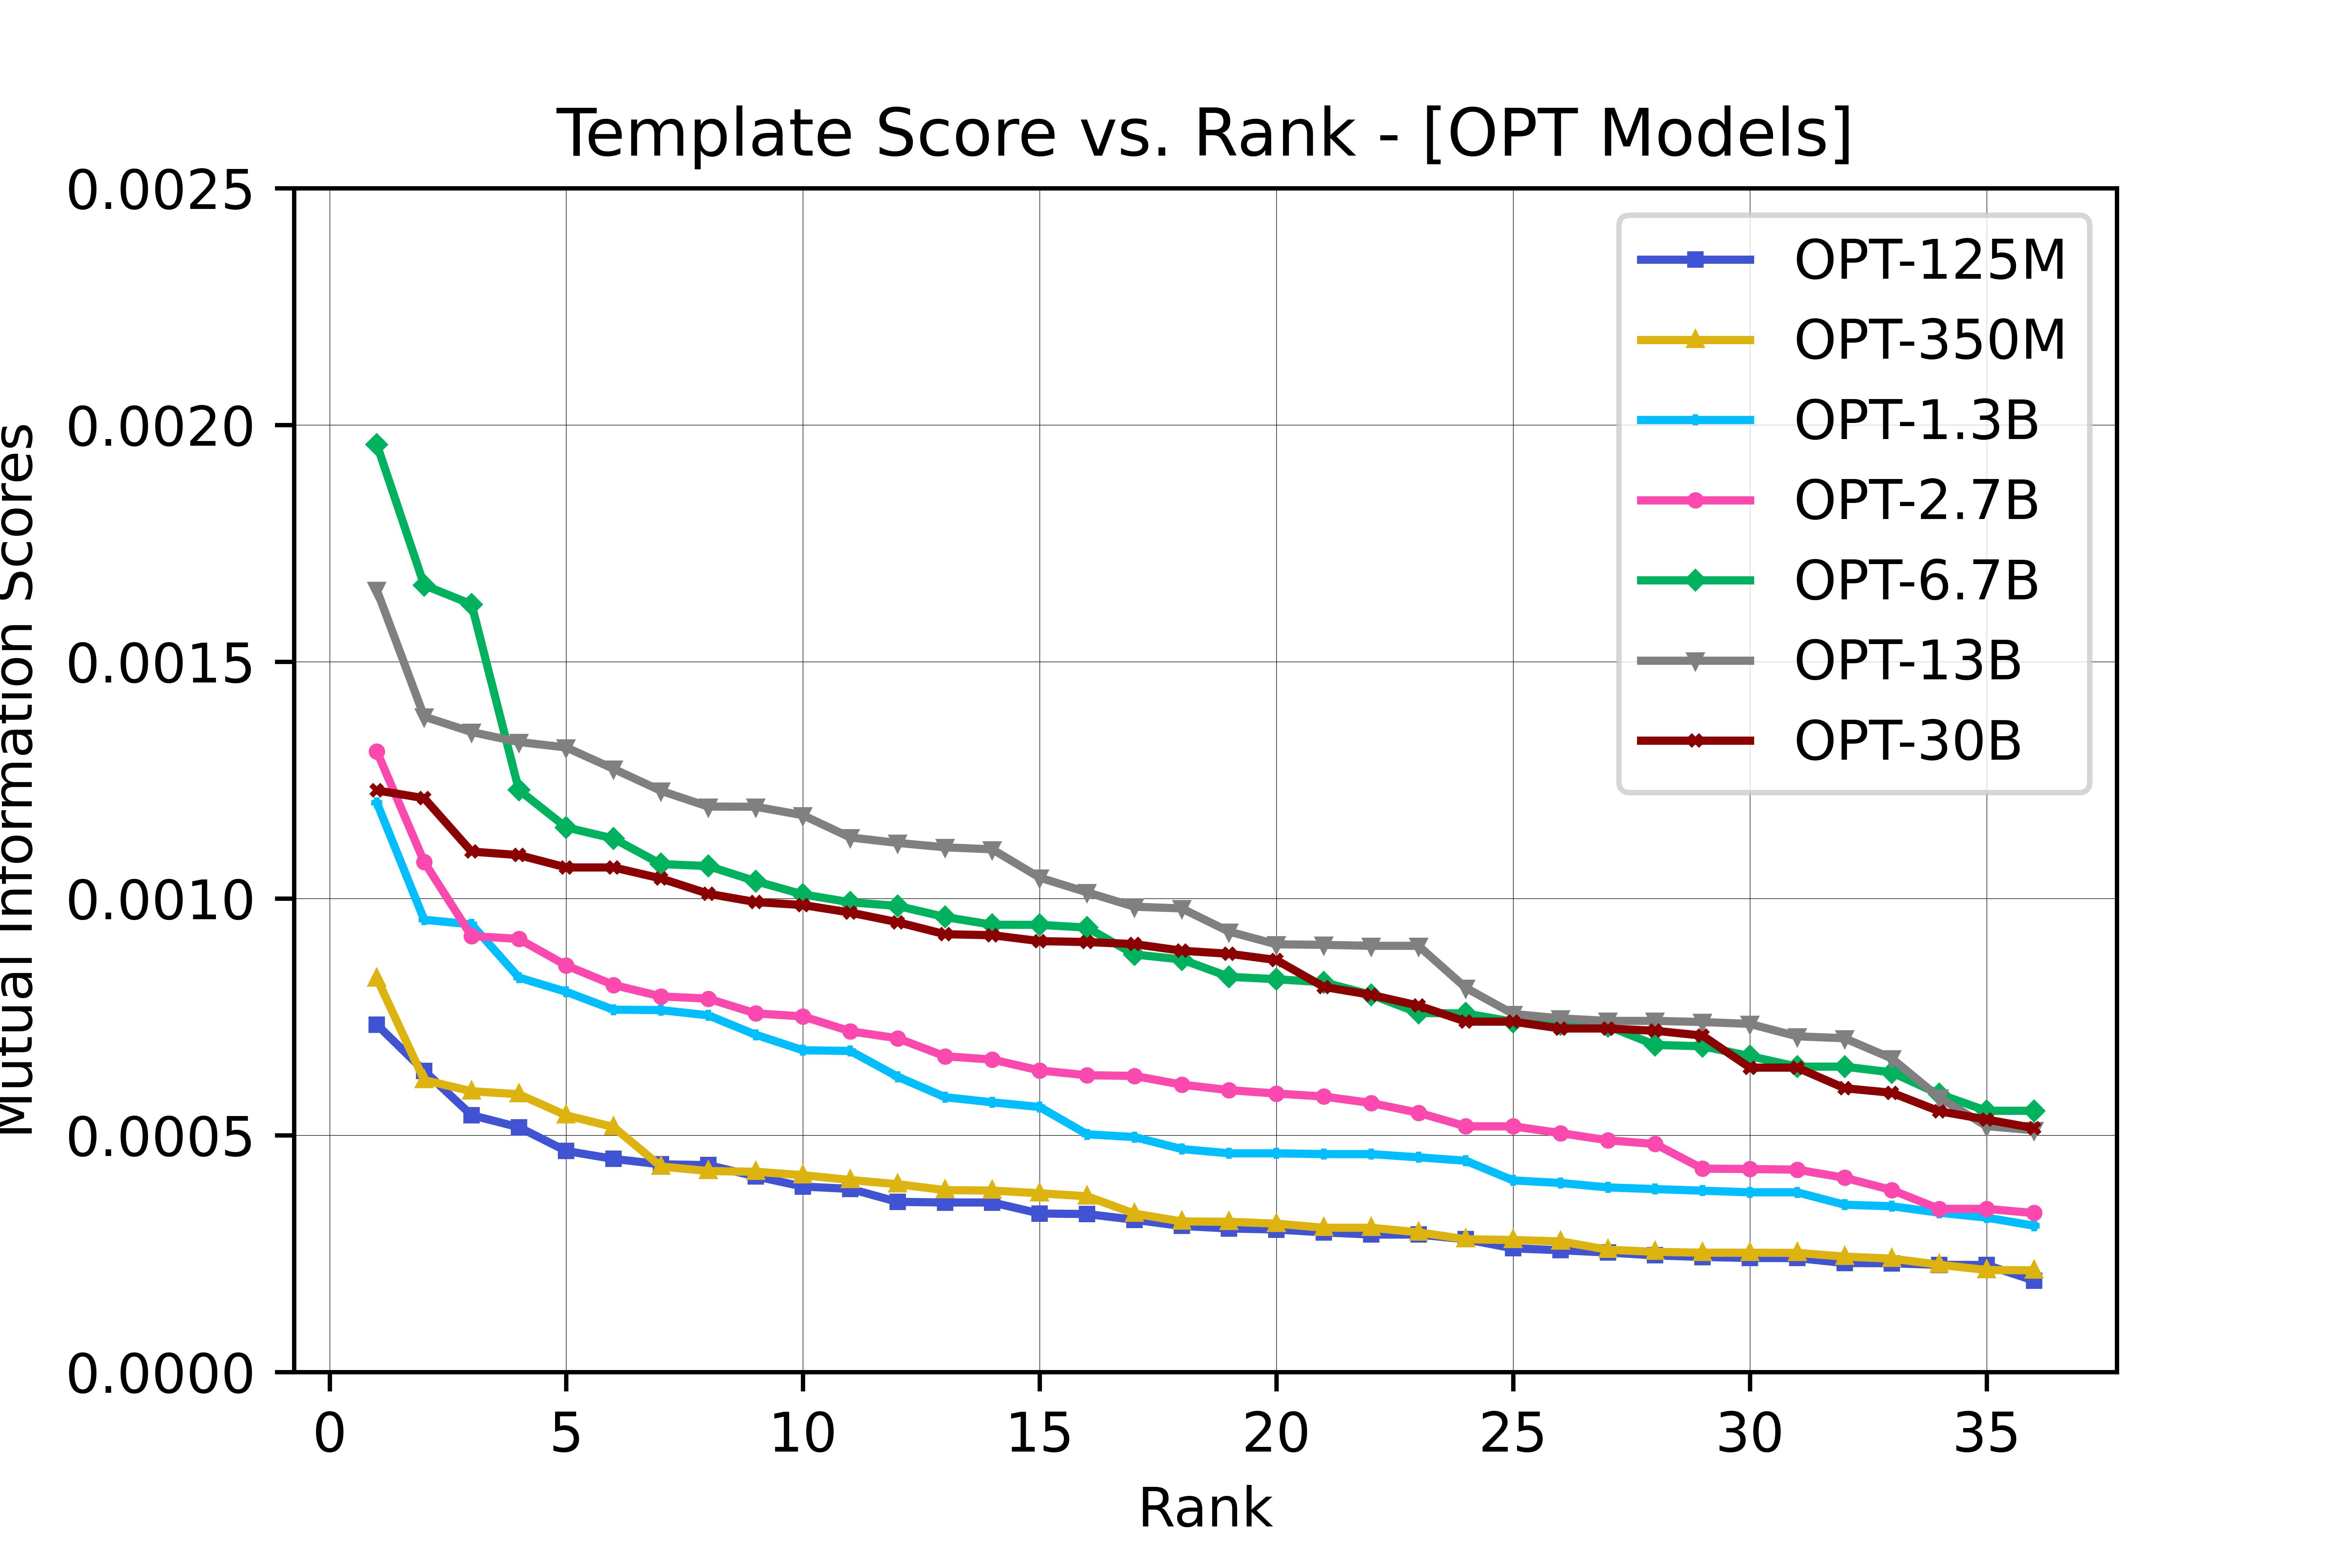 Template Score vs. Rank - [OPT Models]
0.0025
0.0020
0.0015
0.0010
0.0005
0.0000
Mutual Information Scores
OPT-125M
OPT-350M
OPT-1.3B
OPT-2.7B
OPT-6.7B
OPT-13B
OPT-30B
0 5 10 15 20 25 30 35
Rank